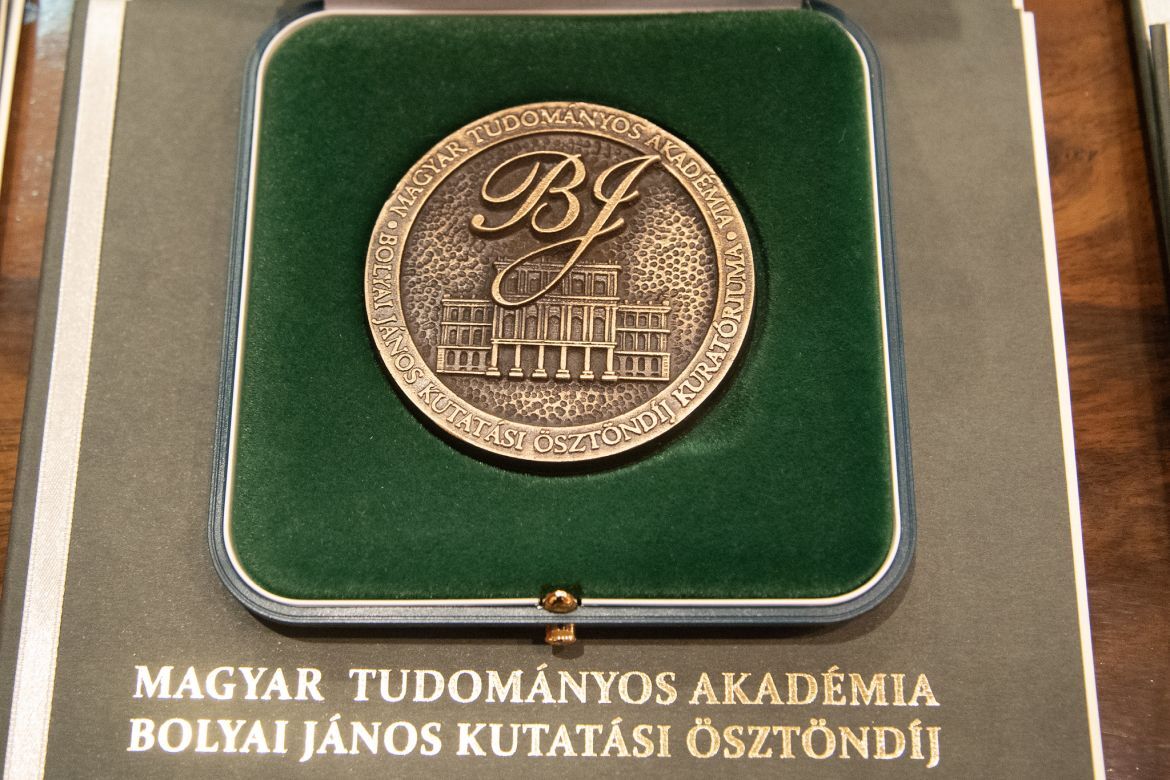 MAGYAR TUDOMÁNYOS AKADÉMIA
BJ
• BOLYAI JÁNOS KUTATÁSI ÖSZTÖNDÍJ KURATÓRIUMA •
MAGYAR TUDOMÁNYOS AKADÉMIA
BOLYAI JÁNOS KUTATÁSI ÖSZTÖNDÍJ